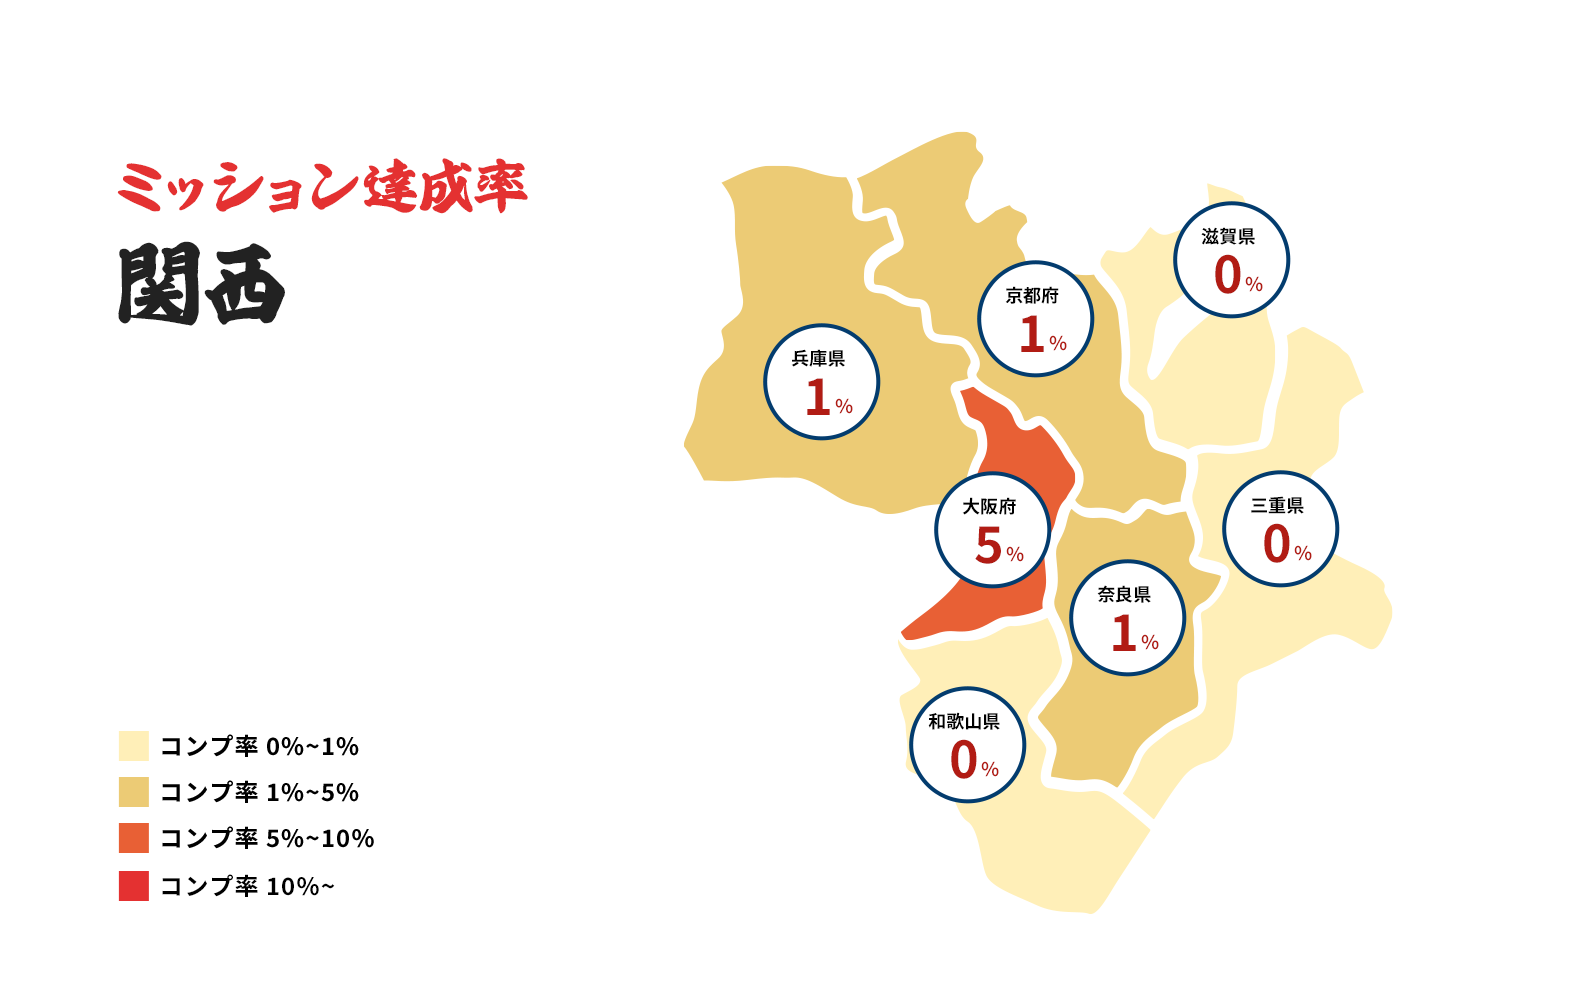 ミッション達成率
関西
滋賀県
0%
京都府
1%
兵庫県
1%
大阪府
5%
三重県
0%
奈良県
1%
和歌山県
0%
コンプ率 0%~1%
コンプ率 1%~5%
コンプ率 5%~10%
コンプ率 10%~